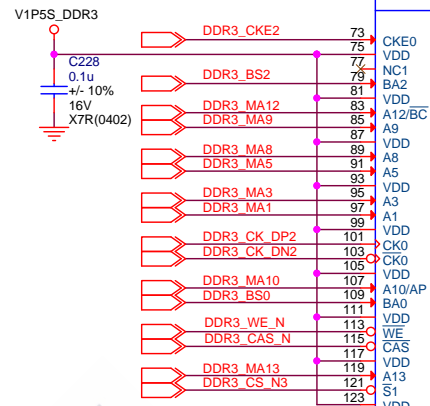 V1P5S_DDR3
DDR3_CKE2 73 CKE0
75 VDD
C228
0.1u
+/- 10%
16V
X7R(0402)
77 NC1
DDR3_BS2 79 BA2
81 VDD
DDR3_MA12 83 A12/BC
DDR3_MA9 85 A9
87 VDD
DDR3_MA8 89 A8
DDR3_MA5 91 A5
93 VDD
DDR3_MA3 95 A3
DDR3_MA1 97 A1
99 VDD
DDR3_CK_DP2 101 CK0
DDR3_CK_DN2 103 CK0
105 VDD
DDR3_MA10 107 A10/AP
DDR3_BS0 109 BA0
111 VDD
DDR3_WE_N 113 WE
DDR3_CAS_N 115 CAS
117 VDD
DDR3_MA13 119 A13
DDR3_CS_N3 121 S1
123 VDD